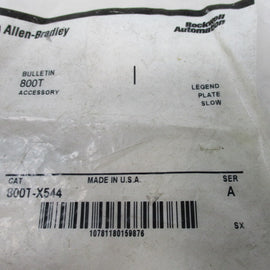 Allen-Bradley
Rockwell
Automation
BULLETIN
800T
ACCESSORY
LEGEND
PLATE
SLOW
CAT
MADE IN U.S.A.
SER
800T-X544
A
10781180159876
SX